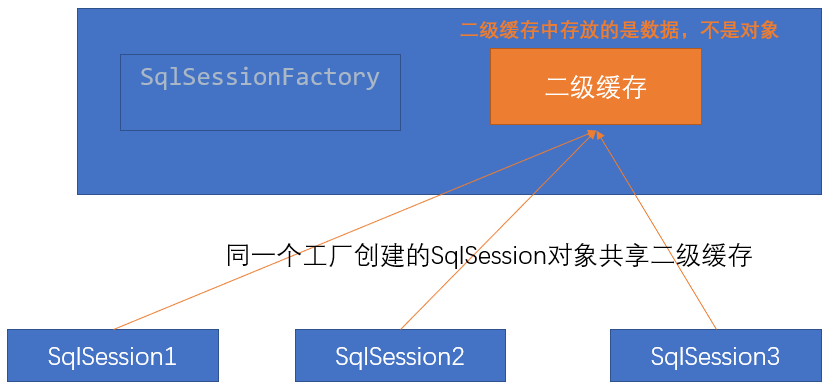 二级缓存中存放的是数据，不是对象
SqlSessionFactory
二级缓存
同一个工厂创建的SqlSession对象共享二级缓存
SqlSession1
SqlSession2
SqlSession3